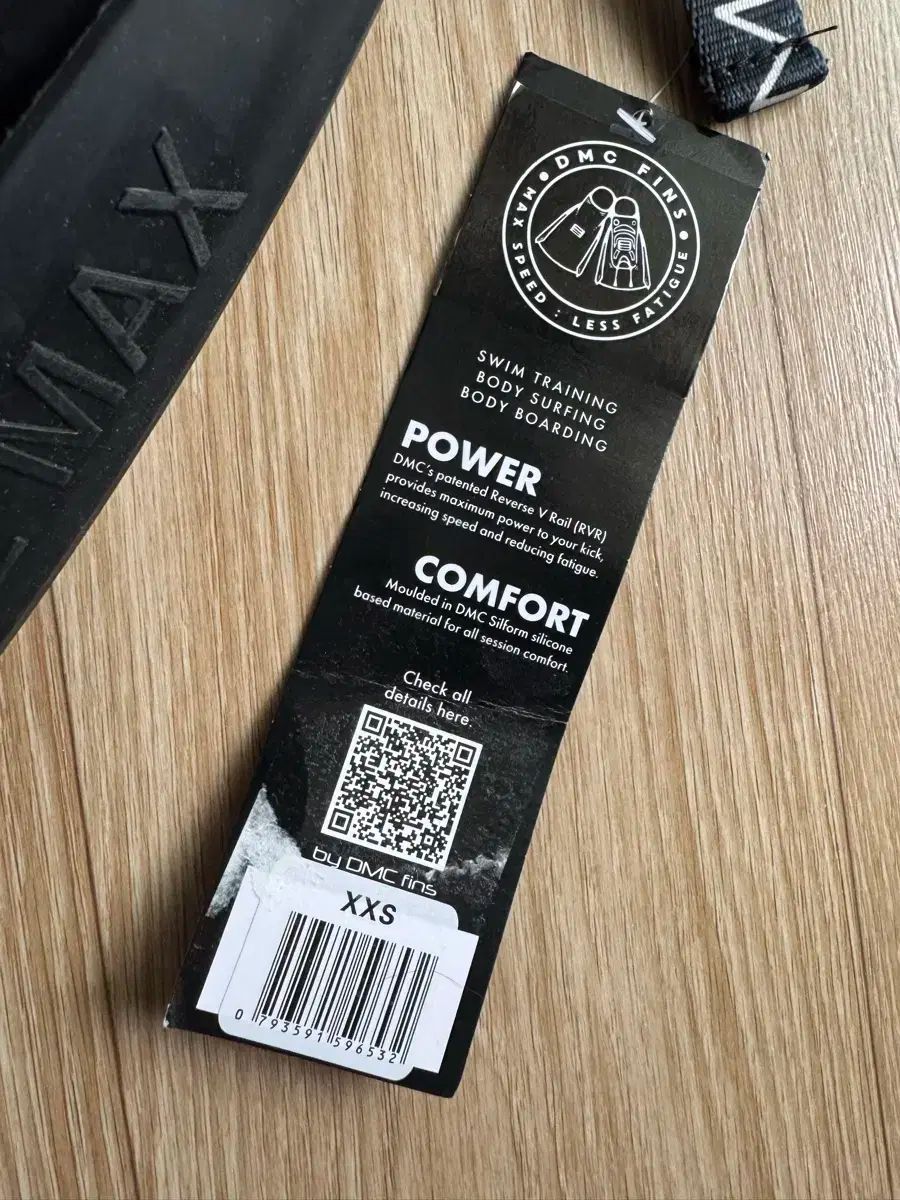 MAX
DMC FINS
MAX SPEED : LESS FATIGUE
SWIM TRAINING
BODY SURFING
BODY BOARDING
POWER
DMC's patented Reverse V Rail (RVR)
provides maximum power to your kick,
increasing speed and reducing fatigue.
COMFORT
Moulded in DMC Silform silicone
based material for all session comfort.
Check all
details here.
by DMC fins
XXS
0 793591 596532